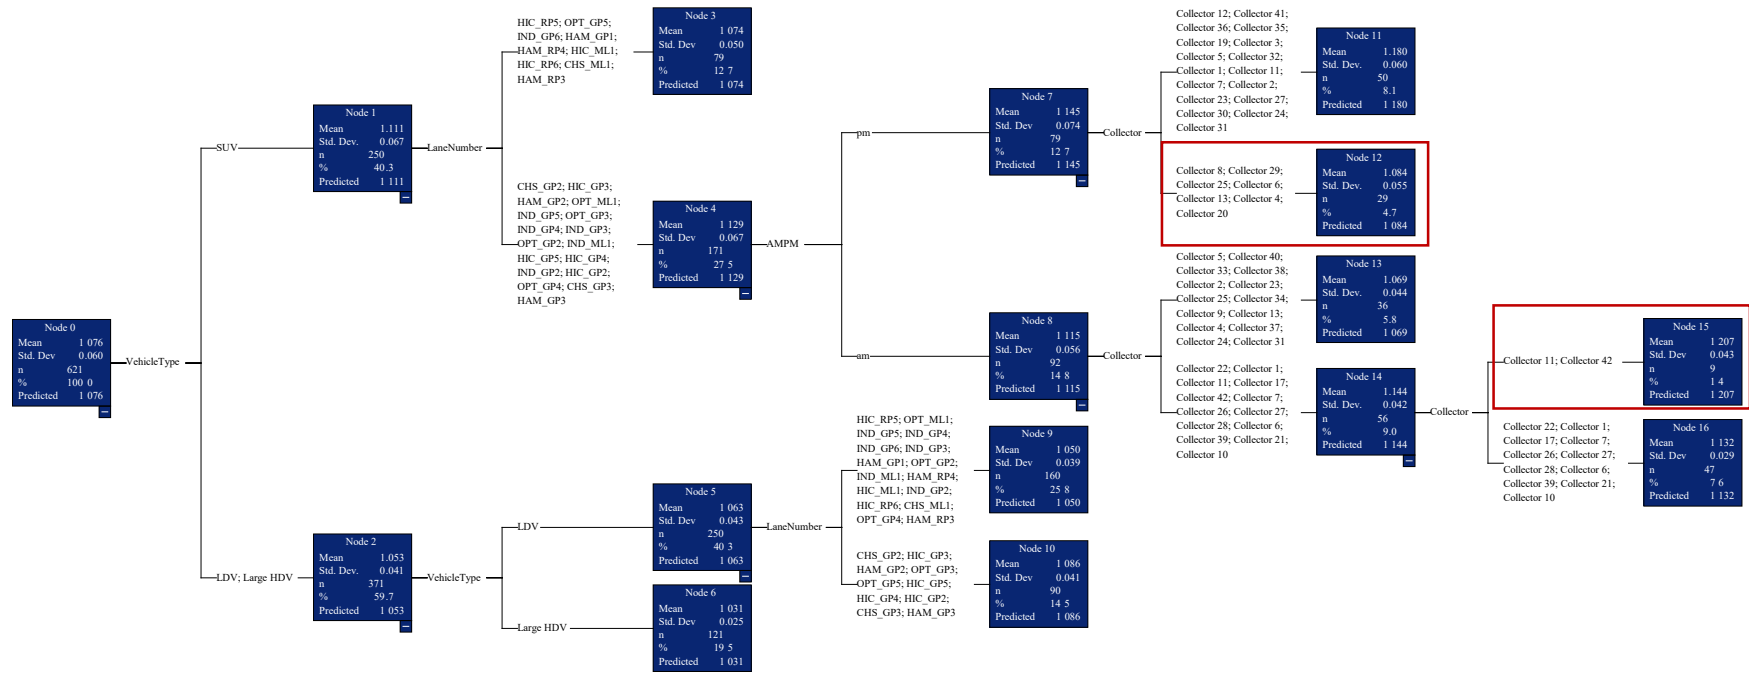 Node 0
Mean 1 076
Std. Dev 0.060
n 621
% 100 0
Predicted 1 076
VehicleType
SUV
LDV; Large HDV
Node 1
Mean 1.111
Std. Dev. 0.067
n 250
% 40.3
Predicted 1 111
LaneNumber
Node 2
Mean 1.053
Std. Dev. 0.041
n 371
% 59.7
Predicted 1 053
VehicleType
HIC_RP5; OPT_GP5;
IND_GP6; HAM_GP1;
HAM_RP4; HIC_ML1;
HIC_RP6; CHS_ML1;
HAM_RP3
Node 3
Mean 1 074
Std. Dev 0.050
n 79
% 12 7
Predicted 1 074
CHS_GP2; HIC_GP3;
HAM_GP2; OPT_ML1;
IND_GP5; OPT_GP3;
IND_GP4; IND_GP3;
OPT_GP2; IND_ML1;
HIC_GP5; HIC_GP4;
IND_GP2; HIC_GP2;
OPT_GP4; CHS_GP3;
HAM_GP3
Node 4
Mean 1 129
Std. Dev 0.067
n 171
% 27 5
Predicted 1 129
AMPM
LDV
Node 5
Mean 1 063
Std. Dev 0.043
n 250
% 40 3
Predicted 1 063
LaneNumber
Large HDV
Node 6
Mean 1 031
Std. Dev 0.025
n 121
% 19 5
Predicted 1 031
pm
Node 7
Mean 1 145
Std. Dev 0.074
n 79
% 12 7
Predicted 1 145
Collector
am
Node 8
Mean 1 115
Std. Dev 0.056
n 92
% 14 8
Predicted 1 115
Collector
HIC_RP5; OPT_ML1;
IND_GP5; IND_GP4;
IND_GP6; IND_GP3;
HAM_GP1; OPT_GP2;
IND_ML1; HAM_RP4;
HIC_ML1; IND_GP2;
HIC_RP6; CHS_ML1;
OPT_GP4; HAM_RP3
Node 9
Mean 1 050
Std. Dev 0.039
n 160
% 25 8
Predicted 1 050
CHS_GP2; HIC_GP3;
HAM_GP2; OPT_GP3;
OPT_GP5; HIC_GP5;
HIC_GP4; HIC_GP2;
CHS_GP3; HAM_GP3
Node 10
Mean 1 086
Std. Dev 0.041
n 90
% 14 5
Predicted 1 086
Collector 12; Collector 41;
Collector 36; Collector 35;
Collector 19; Collector 3;
Collector 5; Collector 32;
Collector 1; Collector 11;
Collector 7; Collector 2;
Collector 23; Collector 27;
Collector 30; Collector 24;
Collector 31
Node 11
Mean 1.180
Std. Dev. 0.060
n 50
% 8.1
Predicted 1 180
Collector 8; Collector 29;
Collector 25; Collector 6;
Collector 13; Collector 4;
Collector 20
Node 12
Mean 1.084
Std. Dev. 0.055
n 29
% 4.7
Predicted 1 084
Collector 5; Collector 40;
Collector 33; Collector 38;
Collector 2; Collector 23;
Collector 25; Collector 34;
Collector 9; Collector 13;
Collector 4; Collector 37;
Collector 24; Collector 31
Node 13
Mean 1.069
Std. Dev. 0.044
n 36
% 5.8
Predicted 1 069
Collector 22; Collector 1;
Collector 11; Collector 17;
Collector 42; Collector 7;
Collector 26; Collector 27;
Collector 28; Collector 6;
Collector 39; Collector 21;
Collector 10
Node 14
Mean 1.144
Std. Dev. 0.042
n 56
% 9.0
Predicted 1 144
Collector
Collector 11; Collector 42
Node 15
Mean 1 207
Std. Dev 0.043
n 9
% 1 4
Predicted 1 207
Collector 22; Collector 1;
Collector 17; Collector 7;
Collector 26; Collector 27;
Collector 28; Collector 6;
Collector 39; Collector 21;
Collector 10
Node 16
Mean 1 132
Std. Dev 0.029
n 47
% 7 6
Predicted 1 132